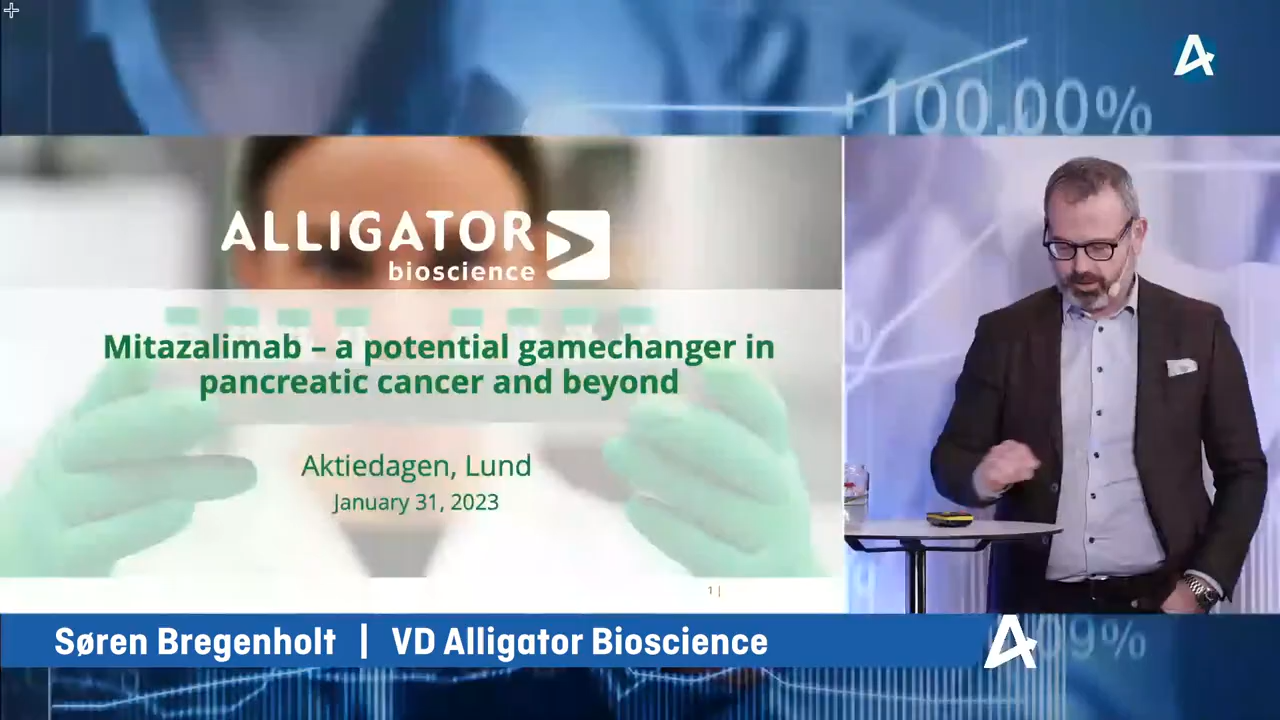 +100.00%
ALLIGATOR
bioscience
Mitazalimab – a potential gamechanger in
pancreatic cancer and beyond
Aktiedagen, Lund
January 31, 2023
1 |
Søren Bregenholt | VD Alligator Bioscience
09%